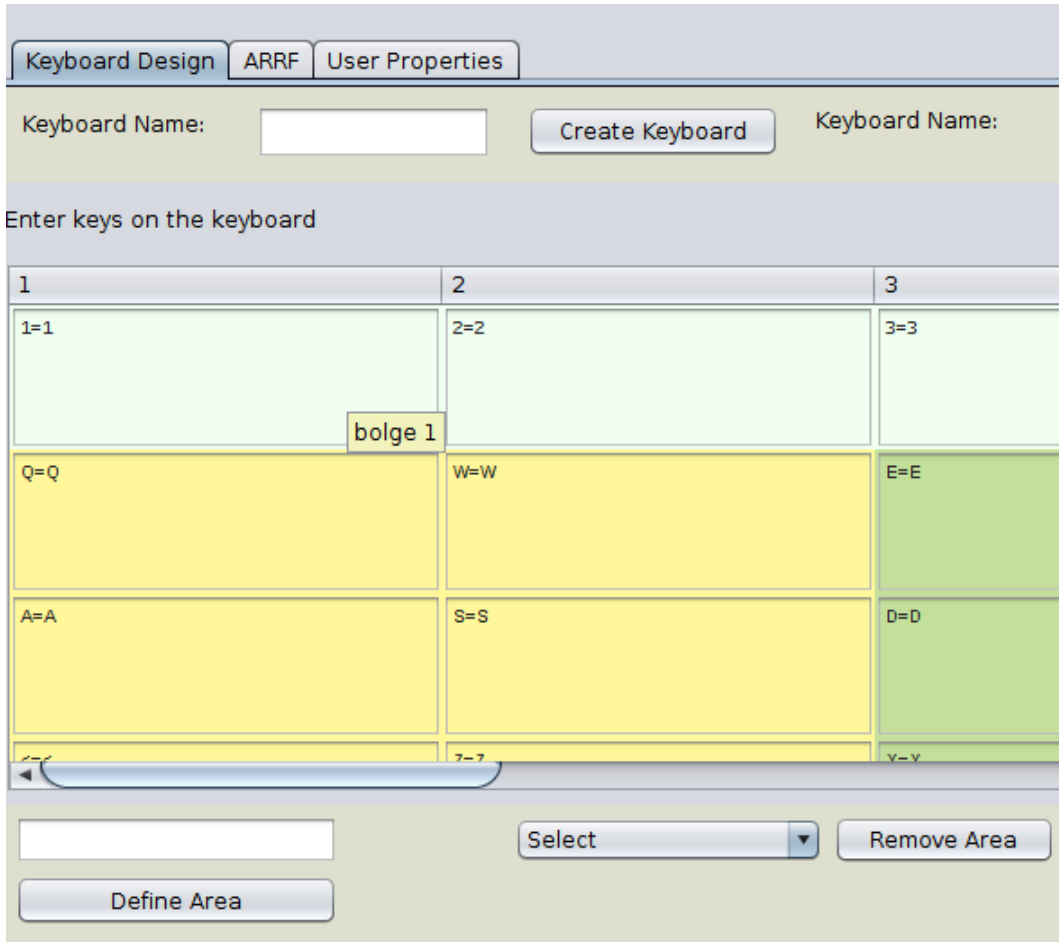 Keyboard Design ARRF User Properties
Keyboard Name: Create Keyboard Keyboard Name:
Enter keys on the keyboard
1 2 3
1=1 2=2 3=3
bolge 1
Q=Q W=W E=E
A=A S=S D=D
<=< Z=Z X=X
Select Remove Area
Define Area